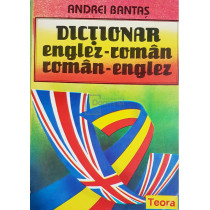 ANDREI BANTAȘ
DICȚIONAR
englez-român
român-englez
Teora